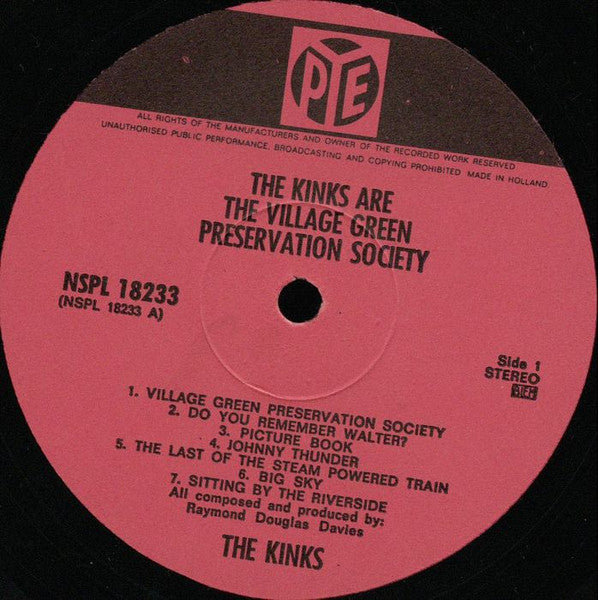 PYE
ALL RIGHTS OF THE MANUFACTURERS AND OWNER OF THE RECORDED WORK RESERVED
UNAUTHORISED PUBLIC PERFORMANCE, BROADCASTING AND COPYING PROHIBITED MADE IN HOLLAND
THE KINKS ARE
THE VILLAGE GREEN
PRESERVATION SOCIETY
NSPL 18233
(NSPL 18233 A)
Side 1
STEREO
BIEM
1. VILLAGE GREEN PRESERVATION SOCIETY
2. DO YOU REMEMBER WALTER?
3. PICTURE BOOK
4. JOHNNY THUNDER
5. THE LAST OF THE STEAM POWERED TRAIN
6. BIG SKY
7. SITTING BY THE RIVERSIDE
All composed and produced by:
Raymond Douglas Davies
THE KINKS